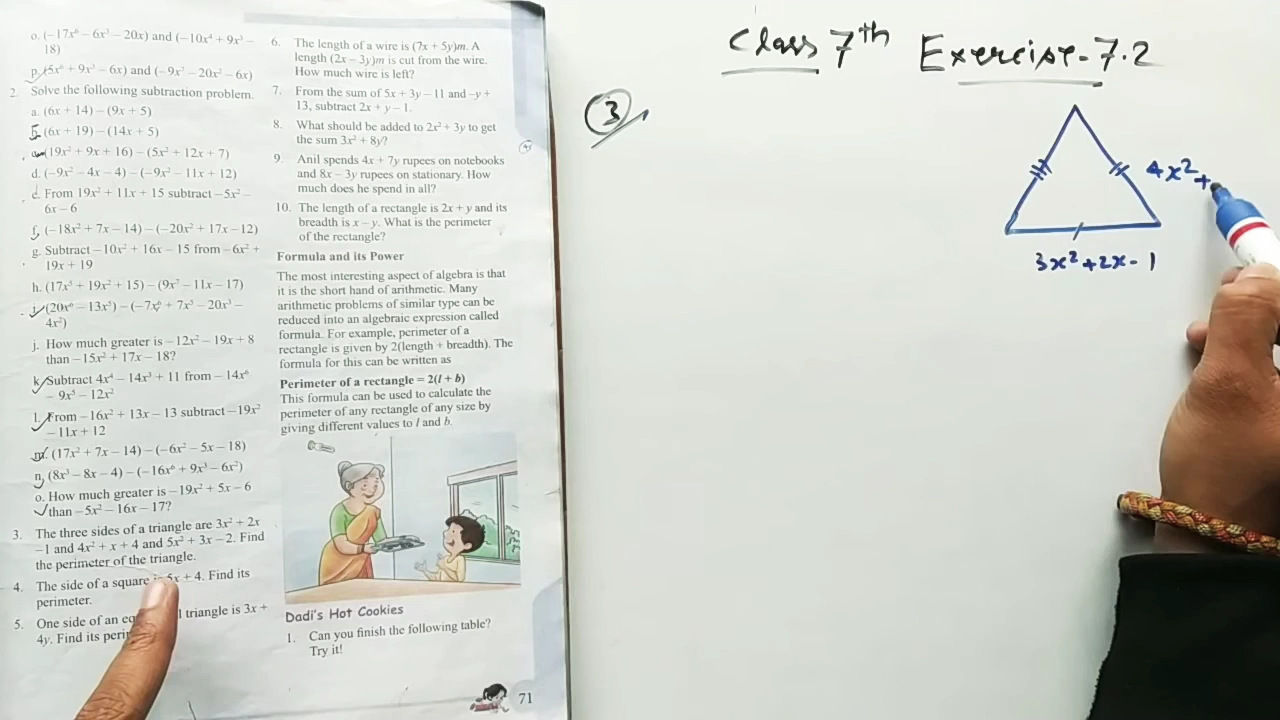 o. (−17x⁶ − 6x³ − 20x) and (−10x⁴ + 9x³ −
18)
p. (5x⁶ + 9x³ − 6x) and (−9x³ − 20x² − 6x)
2. Solve the following subtraction problem.
a. (6x + 14) − (9x + 5)
(6x + 19) − (14x + 5)
(19x² + 9x + 16) − (5x² + 12x + 7)
d. (−9x² − 4x − 4) − (−9x² − 11x + 12)
From 19x² + 11x + 15 subtract −5x² −
6x − 6
f. (−18x² + 7x − 14) − (−20x² + 17x − 12)
g. Subtract −10x² + 16x − 15 from −6x² +
19x + 19
h. (17x⁵ + 19x² + 15) − (9x⁷ − 11x − 17)
i. (20x⁶ − 13x⁵) − (−7x⁶ + 7x⁵ − 20x³ −
4x²)
j. How much greater is −12x² − 19x + 8
than −15x² + 17x − 18?
k. Subtract 4x⁴ − 14x³ + 11 from −14x⁶
− 9x⁵ − 12x²
l. From −16x² + 13x − 13 subtract −19x²
− 11x + 12
m. (17x² + 7x − 14) − (−6x² − 5x − 18)
n. (8x³ − 8x − 4) − (−16x⁶ + 9x³ − 6x²)
o. How much greater is −19x² + 5x − 6
than −5x² − 16x − 17?
3. The three sides of a triangle are 3x² + 2x
−1 and 4x² + x + 4 and 5x² + 3x − 2. Find
the perimeter of the triangle.
4. The side of a square 5x + 4. Find its
perimeter.
5. One side of an triangle is 3x +
4y. Find its
6. The length of a wire is (7x + 5y)m. A
length (2x − 3y)m is cut from the wire.
How much wire is left?
7. From the sum of 5x + 3y − 11 and −y +
13, subtract 2x + y − 1.
8. What should be added to 2x² + 3y to get
the sum 3x² + 8y?
9. Anil spends 4x + 7y rupees on notebooks
and 8x − 3y rupees on stationary. How
much does he spend in all?
10. The length of a rectangle is 2x + y and its
breadth is x − y. What is the perimeter
of the rectangle?
Formula and its Power
The most interesting aspect of algebra is that
it is the short hand of arithmetic. Many
arithmetic problems of similar type can be
reduced into an algebraic expression called
formula. For example, perimeter of a
rectangle is given by 2(length + breadth). The
formula for this can be written as
Perimeter of a rectangle = 2(l + b)
This formula can be used to calculate the
perimeter of any rectangle of any size by
giving different values to l and b.
Dadi's Hot Cookies
1. Can you finish the following table?
Try it!
71
Class 7th Exercise-7.2
3
4x²+
3x²+2x-1